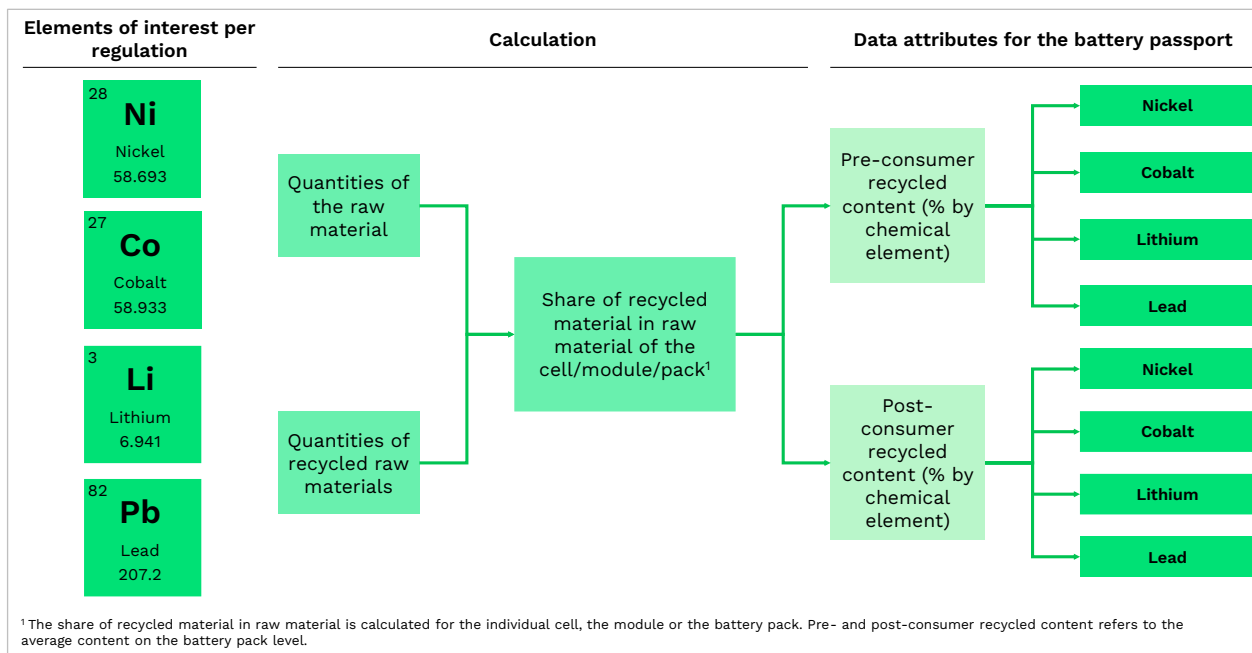 Elements of interest per
regulation
Calculation
Data attributes for the battery passport
28
Ni
Nickel
58.693
27
Co
Cobalt
58.933
3
Li
Lithium
6.941
82
Pb
Lead
207.2
Quantities of
the raw
material
Quantities of
recycled raw
materials
Share of recycled
material in raw
material of the
cell/module/pack¹
Pre-consumer
recycled
content (% by
chemical
element)
Nickel
Cobalt
Lithium
Lead
Post-
consumer
recycled
content (% by
chemical
element)
Nickel
Cobalt
Lithium
Lead
¹ The share of recycled material in raw material is calculated for the individual cell, the module or the battery pack. Pre- and post-consumer recycled content refers to the
average content on the battery pack level.